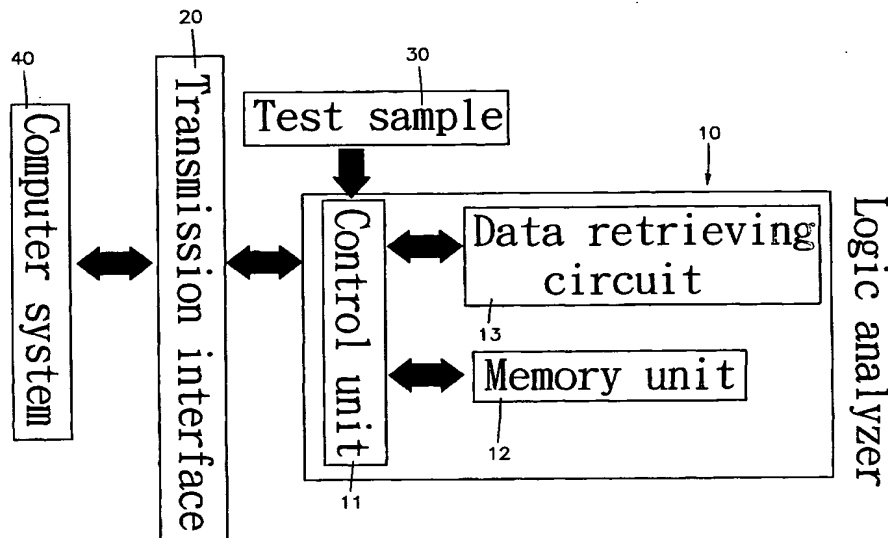 20
40
30
Test sample
10
Computer system
Transmission interface
Control unit
Data retrieving
circuit
13
Memory unit
12
11
Logic analyzer